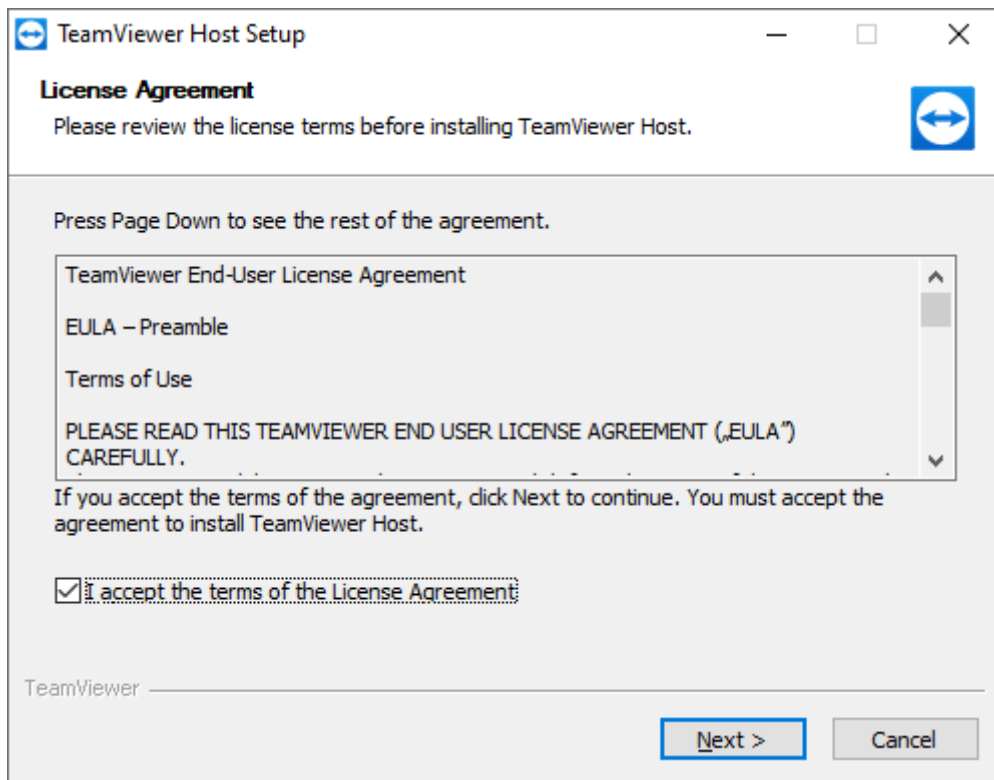 TeamViewer Host Setup
License Agreement
Please review the license terms before installing TeamViewer Host.
Press Page Down to see the rest of the agreement.
TeamViewer End-User License Agreement
EULA – Preamble
Terms of Use
PLEASE READ THIS TEAMVIEWER END USER LICENSE AGREEMENT („EULA“)
CAREFULLY.
If you accept the terms of the agreement, click Next to continue. You must accept the
agreement to install TeamViewer Host.
I accept the terms of the License Agreement
TeamViewer
Next >
Cancel